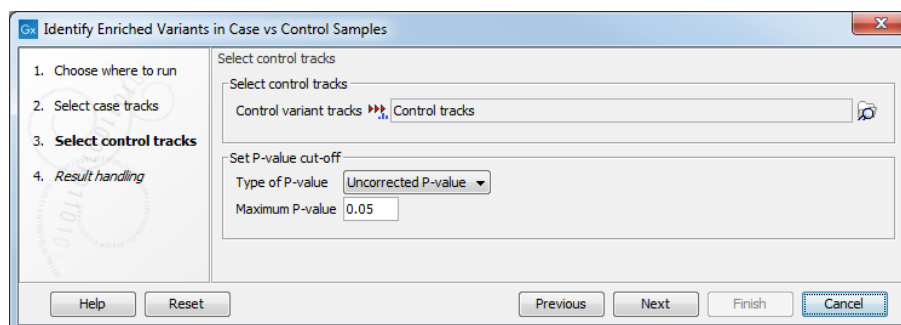 Gx Identify Enriched Variants in Case vs Control Samples
1. Choose where to run
2. Select case tracks
3. Select control tracks
4. Result handling
Select control tracks
Select control tracks
Control variant tracks Control tracks
Set P-value cut-off
Type of P-value Uncorrected P-value
Maximum P-value 0.05
Help Reset Previous Next Finish Cancel